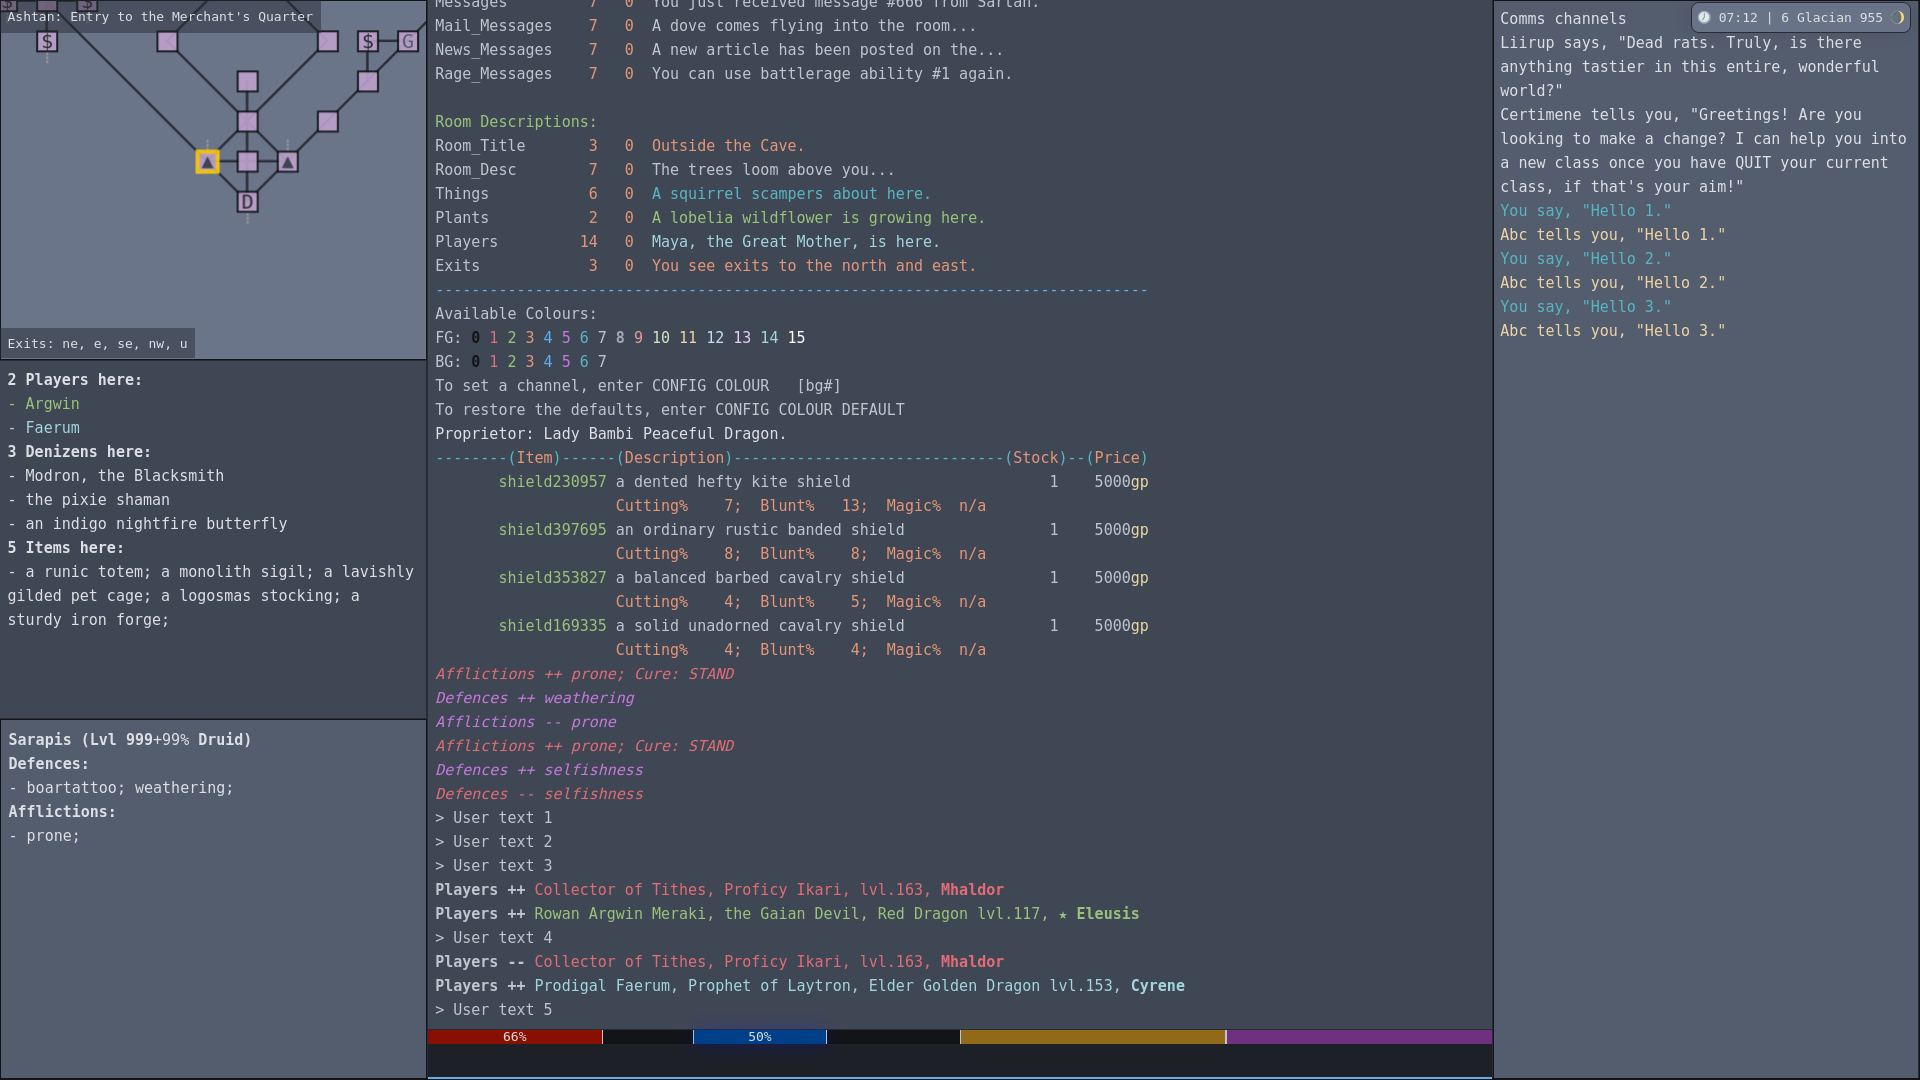 Ashtan: Entry to the Merchant's Quarter
$
$
$
$
G
D
Exits: ne, e, se, nw, u
2 Players here:
- Argwin
- Faerum
3 Denizens here:
- Modron, the Blacksmith
- the pixie shaman
- an indigo nightfire butterfly
5 Items here:
- a runic totem; a monolith sigil; a lavishly
gilded pet cage; a logosmas stocking; a
sturdy iron forge;
Sarapis (Lvl 999+99% Druid)
Defences:
- boartattoo; weathering;
Afflictions:
- prone;
Messages 7 0 You just received message #666 from Sartan.
Mail_Messages 7 0 A dove comes flying into the room...
News_Messages 7 0 A new article has been posted on the...
Rage_Messages 7 0 You can use battlerage ability #1 again.
Room Descriptions:
Room_Title 3 0 Outside the Cave.
Room_Desc 7 0 The trees loom above you...
Things 6 0 A squirrel scampers about here.
Plants 2 0 A lobelia wildflower is growing here.
Players 14 0 Maya, the Great Mother, is here.
Exits 3 0 You see exits to the north and east.
-------------------------------------------------------------------------------
Available Colours:
FG: 0 1 2 3 4 5 6 7 8 9 10 11 12 13 14 15
BG: 0 1 2 3 4 5 6 7
To set a channel, enter CONFIG COLOUR [bg#]
To restore the defaults, enter CONFIG COLOUR DEFAULT
Proprietor: Lady Bambi Peaceful Dragon.
--------(Item)------(Description)------------------------------(Stock)--(Price)
shield230957 a dented hefty kite shield 1 5000gp
Cutting% 7; Blunt% 13; Magic% n/a
shield397695 an ordinary rustic banded shield 1 5000gp
Cutting% 8; Blunt% 8; Magic% n/a
shield353827 a balanced barbed cavalry shield 1 5000gp
Cutting% 4; Blunt% 5; Magic% n/a
shield169335 a solid unadorned cavalry shield 1 5000gp
Cutting% 4; Blunt% 4; Magic% n/a
Afflictions ++ prone; Cure: STAND
Defences ++ weathering
Afflictions -- prone
Afflictions ++ prone; Cure: STAND
Defences ++ selfishness
Defences -- selfishness
> User text 1
> User text 2
> User text 3
Players ++ Collector of Tithes, Proficy Ikari, lvl.163, Mhaldor
Players ++ Rowan Argwin Meraki, the Gaian Devil, Red Dragon lvl.117, ★ Eleusis
> User text 4
Players -- Collector of Tithes, Proficy Ikari, lvl.163, Mhaldor
Players ++ Prodigal Faerum, Prophet of Laytron, Elder Golden Dragon lvl.153, Cyrene
> User text 5
66%
50%
Comms channels
07:12 | 6 Glacian 955
Liirup says, "Dead rats. Truly, is there
anything tastier in this entire, wonderful
world?"
Certimene tells you, "Greetings! Are you
looking to make a change? I can help you into
a new class once you have QUIT your current
class, if that's your aim!"
You say, "Hello 1."
Abc tells you, "Hello 1."
You say, "Hello 2."
Abc tells you, "Hello 2."
You say, "Hello 3."
Abc tells you, "Hello 3."